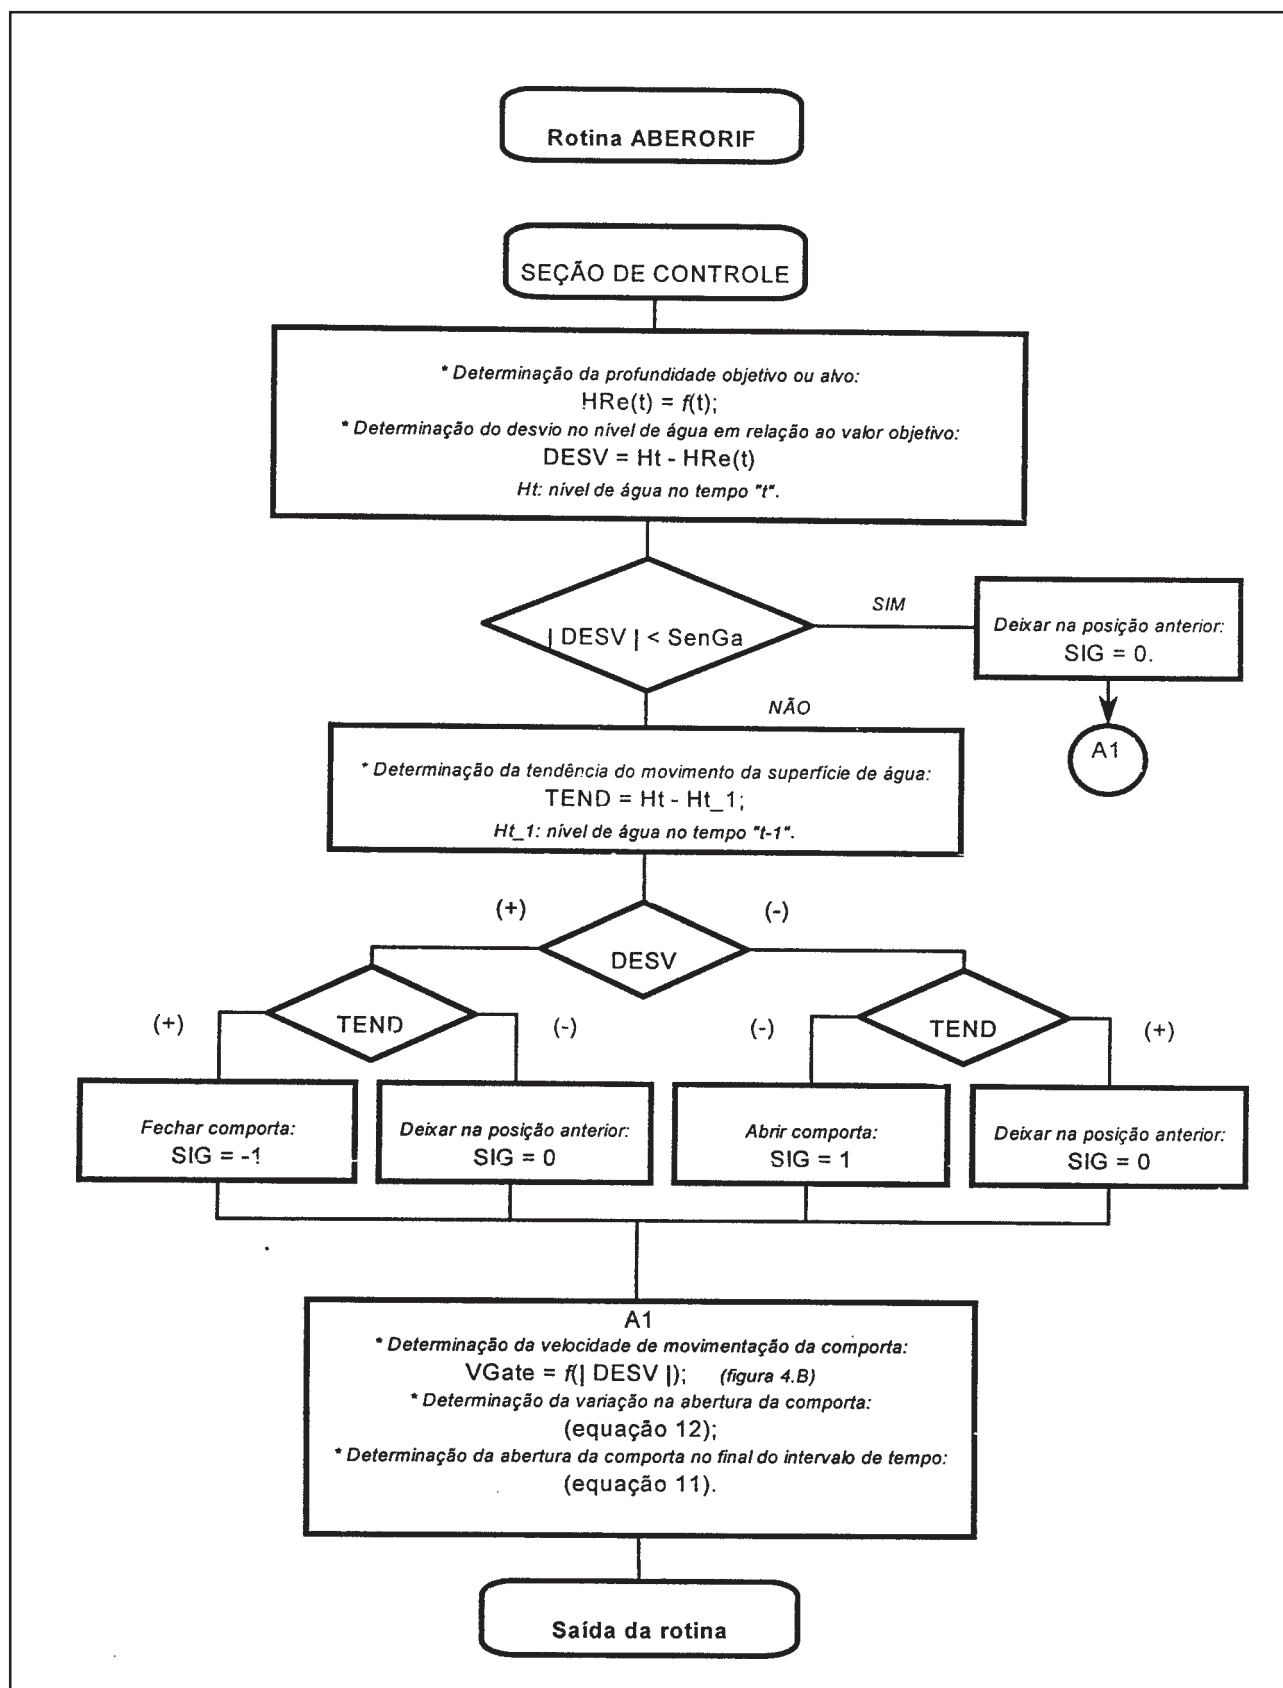 Rotina ABERORIF
SEÇÃO DE CONTROLE
* Determinação da profundidade objetivo ou alvo:
HRe(t) = f(t);
* Determinação do desvio no nível de água em relação ao valor objetivo:
DESV = Ht - HRe(t)
Ht: nível de água no tempo "t".
| DESV | < SenGa
SIM
Deixar na posição anterior:
SIG = 0.
A1
NÃO
* Determinação da tendência do movimento da superfície de água:
TEND = Ht - Ht_1;
Ht_1: nível de água no tempo "t-1".
(+)
(-)
DESV
(+)
TEND
(-)
(-)
TEND
(+)
Fechar comporta:
SIG = -1
Deixar na posição anterior:
SIG = 0
Abrir comporta:
SIG = 1
Deixar na posição anterior:
SIG = 0
A1
* Determinação da velocidade de movimentação da comporta:
VGate = f(| DESV |); (figura 4.B)
* Determinação da variação na abertura da comporta:
(equação 12);
* Determinação da abertura da comporta no final do intervalo de tempo:
(equação 11).
Saída da rotina